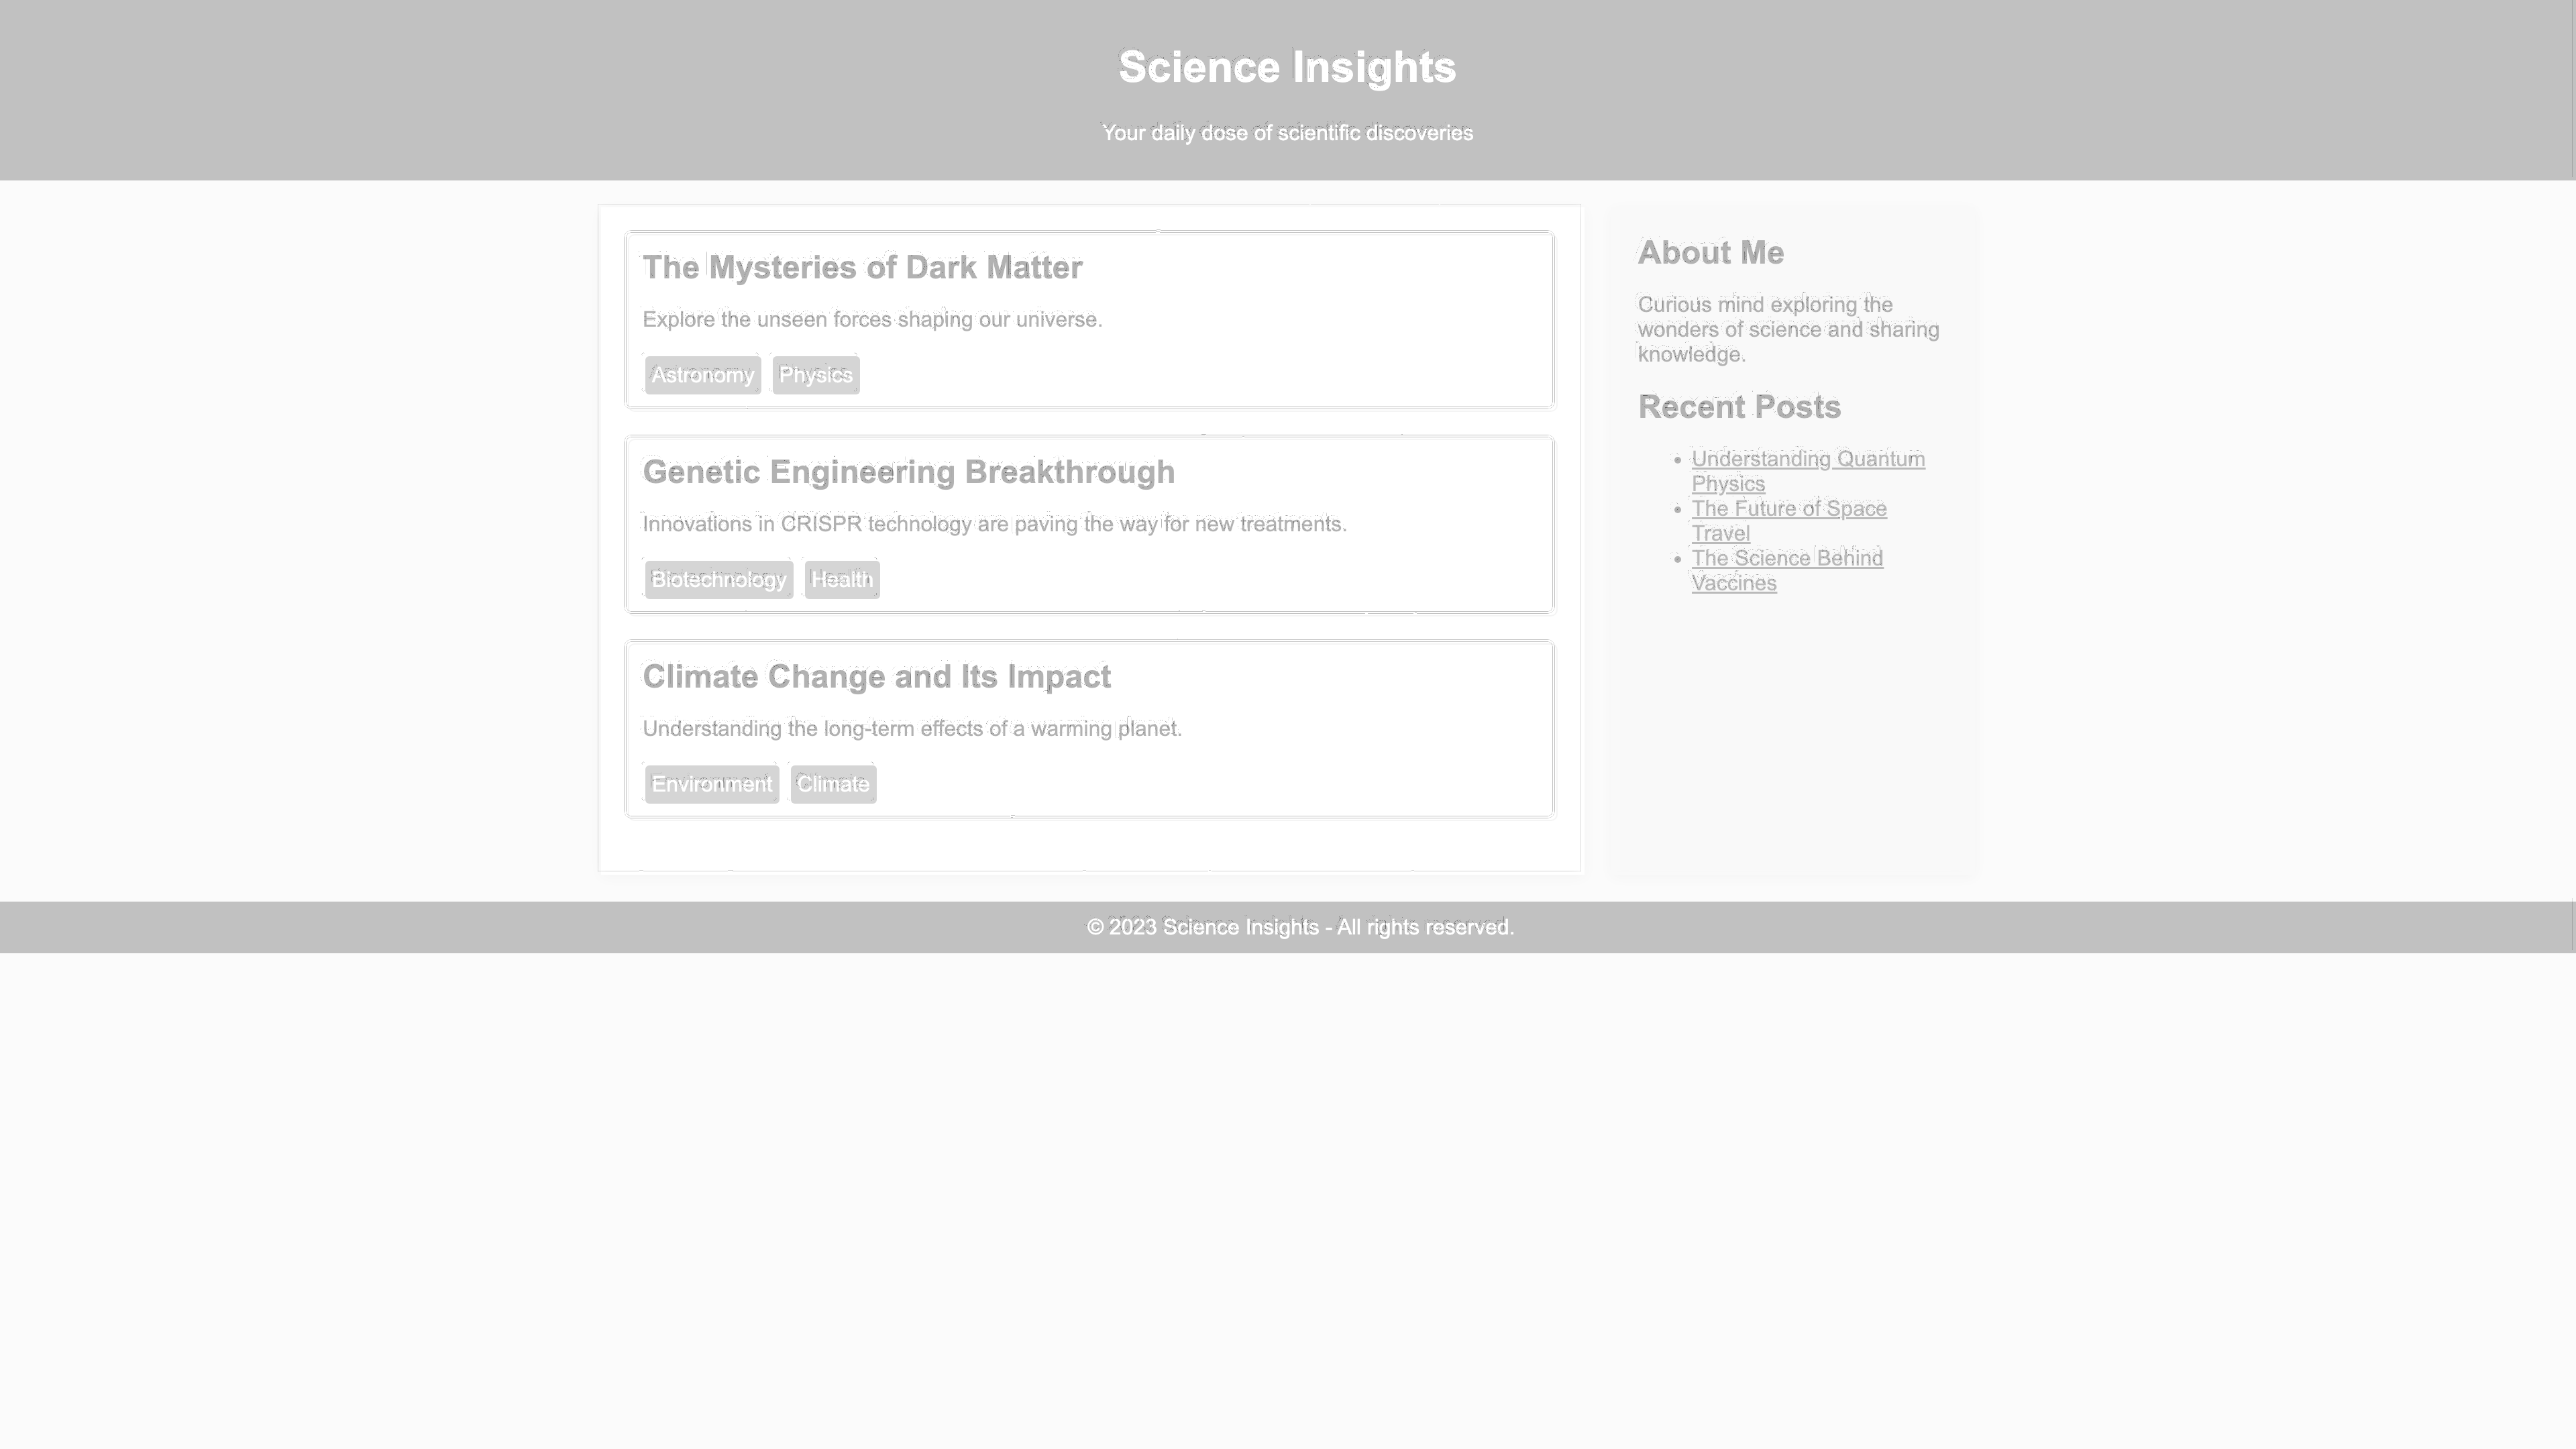 Science Insights
Your daily dose of scientific discoveries
The Mysteries of Dark Matter
Explore the unseen forces shaping our universe.
Astronomy Physics
Genetic Engineering Breakthrough
Innovations in CRISPR technology are paving the way for new treatments.
Biotechnology Health
Climate Change and Its Impact
Understanding the long-term effects of a warming planet.
Environment Climate
About Me
Curious mind exploring the
wonders of science and sharing
knowledge.
Recent Posts
Understanding Quantum
Physics
The Future of Space
Travel
The Science Behind
Vaccines
© 2023 Science Insights - All rights reserved.